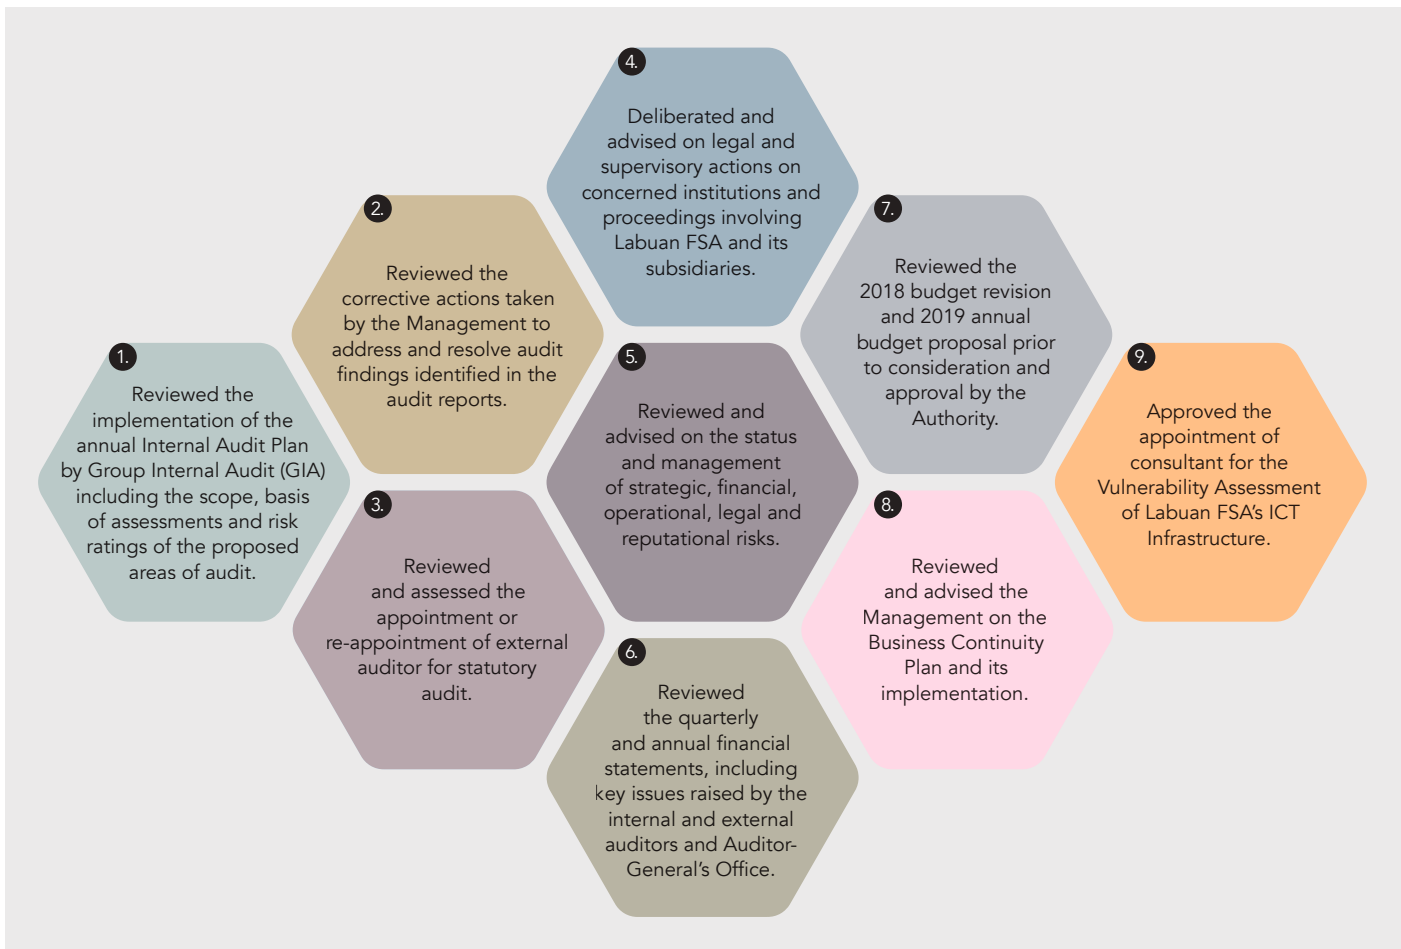 1.
Reviewed the
implementation of the
annual Internal Audit Plan
by Group Internal Audit (GIA)
including the scope, basis
of assessments and risk
ratings of the proposed
areas of audit.
2.
Reviewed the
corrective actions taken
by the Management to
address and resolve audit
findings identified in the
audit reports.
3.
Reviewed
and assessed the
appointment or
re-appointment of external
auditor for statutory
audit.
4.
Deliberated and
advised on legal and
supervisory actions on
concerned institutions and
proceedings involving
Labuan FSA and its
subsidiaries.
5.
Reviewed and
advised on the status
and management
of strategic, financial,
operational, legal and
reputational risks.
6.
Reviewed
the quarterly
and annual financial
statements, including
key issues raised by the
internal and external
auditors and Auditor-
General’s Office.
7.
Reviewed the
2018 budget revision
and 2019 annual
budget proposal prior
to consideration and
approval by the
Authority.
8.
Reviewed
and advised the
Management on the
Business Continuity
Plan and its
implementation.
9.
Approved the
appointment of
consultant for the
Vulnerability Assessment
of Labuan FSA’s ICT
Infrastructure.